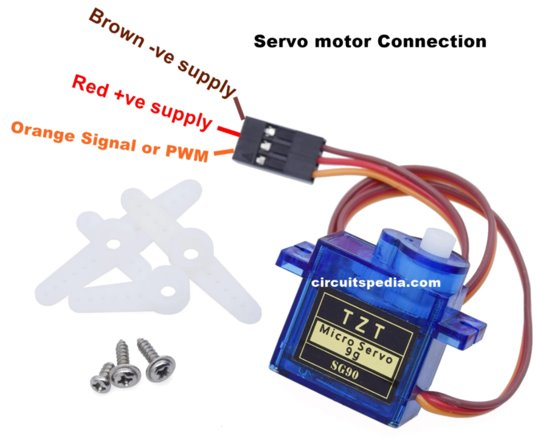 Servo motor Connection
Brown -ve supply
Red +ve supply
Orange Signal or PWM
circuitspedia.com
TZT
Micro Servo
9g
SG90